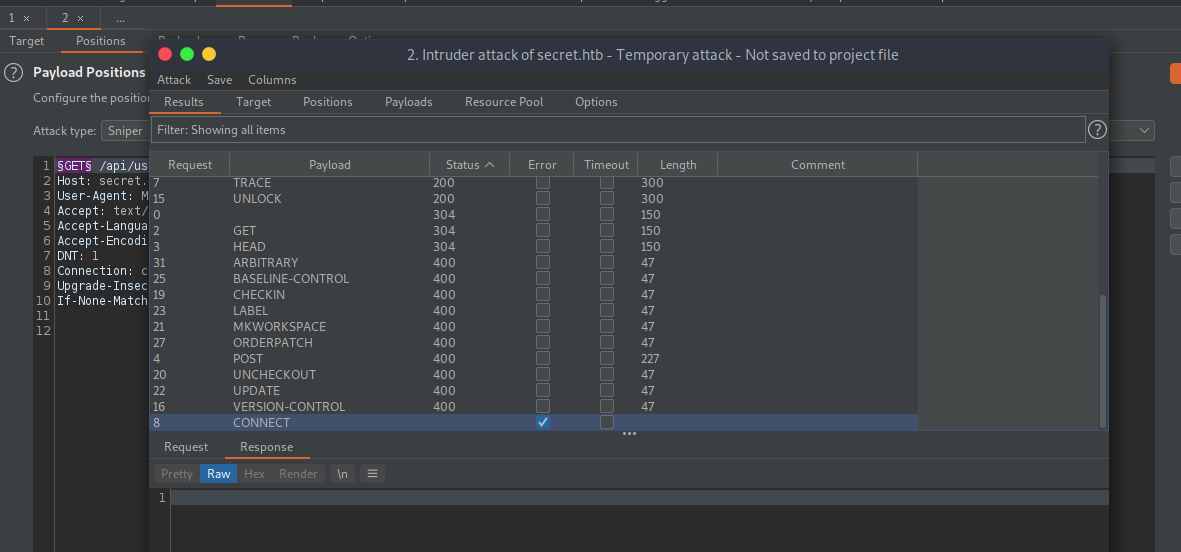 1 × 2 × ...
Target Positions
2. Intruder attack of secret.htb - Temporary attack - Not saved to project file
? Payload Positions
Configure the position
Attack type: Sniper
Attack Save Columns
Results Target Positions Payloads Resource Pool Options
Filter: Showing all items ?
Request Payload Status Error Timeout Length Comment
7 TRACE 200 300
15 UNLOCK 200 300
0 304 150
2 GET 304 150
3 HEAD 304 150
31 ARBITRARY 400 47
25 BASELINE-CONTROL 400 47
19 CHECKIN 400 47
23 LABEL 400 47
21 MKWORKSPACE 400 47
27 ORDERPATCH 400 47
4 POST 400 227
20 UNCHECKOUT 400 47
22 UPDATE 400 47
16 VERSION-CONTROL 400 47
8 CONNECT
1 §GET§ /api/us
2 Host: secret.
3 User-Agent: M
4 Accept: text/
5 Accept-Langua
6 Accept-Encodi
7 DNT: 1
8 Connection: c
9 Upgrade-Insec
10 If-None-Match
11
12
Request Response
Pretty Raw Hex Render \n
1